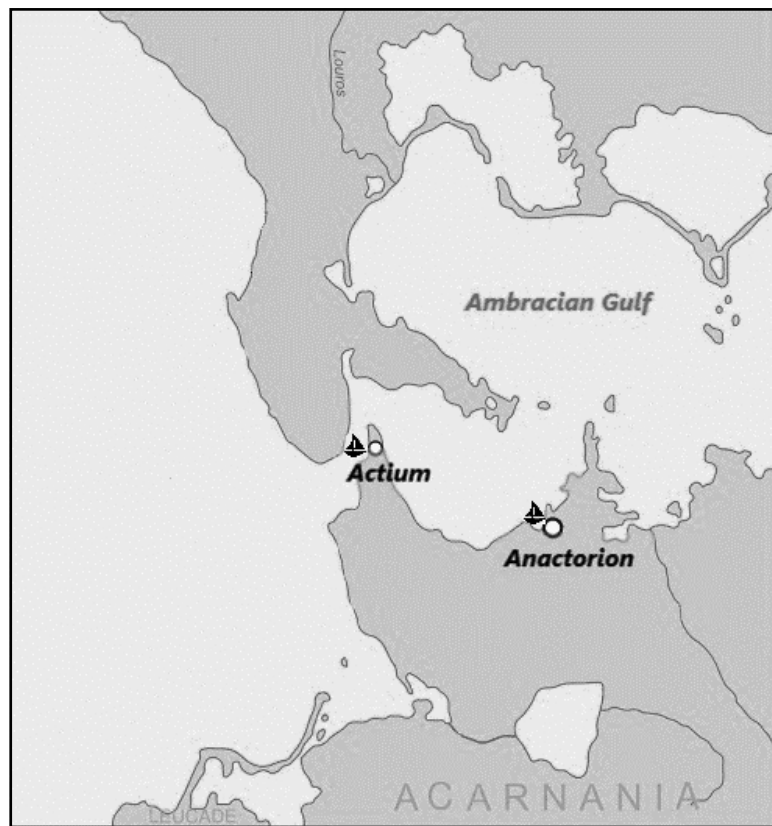 Louros
Ambracian Gulf
Actium
Anactorion
ACARNANIA
LEUCADE